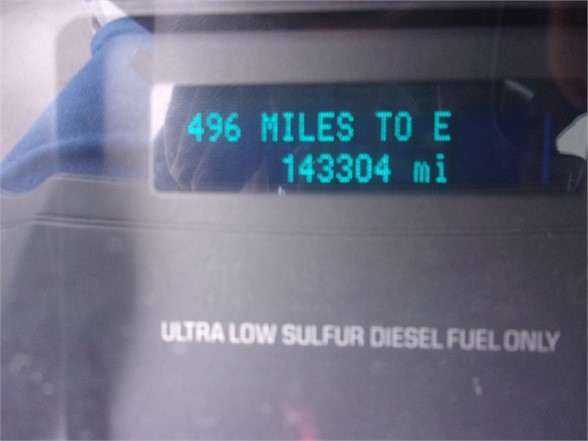 496 MILES TO E
143304 mi
ULTRA LOW SULFUR DIESEL FUEL ONLY